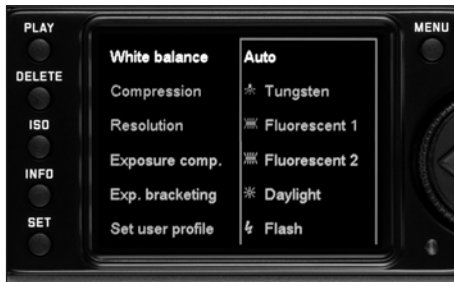 PLAY
MENU
White balance Auto
DELETE
Compression Tungsten
ISO
Resolution Fluorescent 1
INFO
Exposure comp. Fluorescent 2
Exp. bracketing Daylight
SET
Set user profile Flash